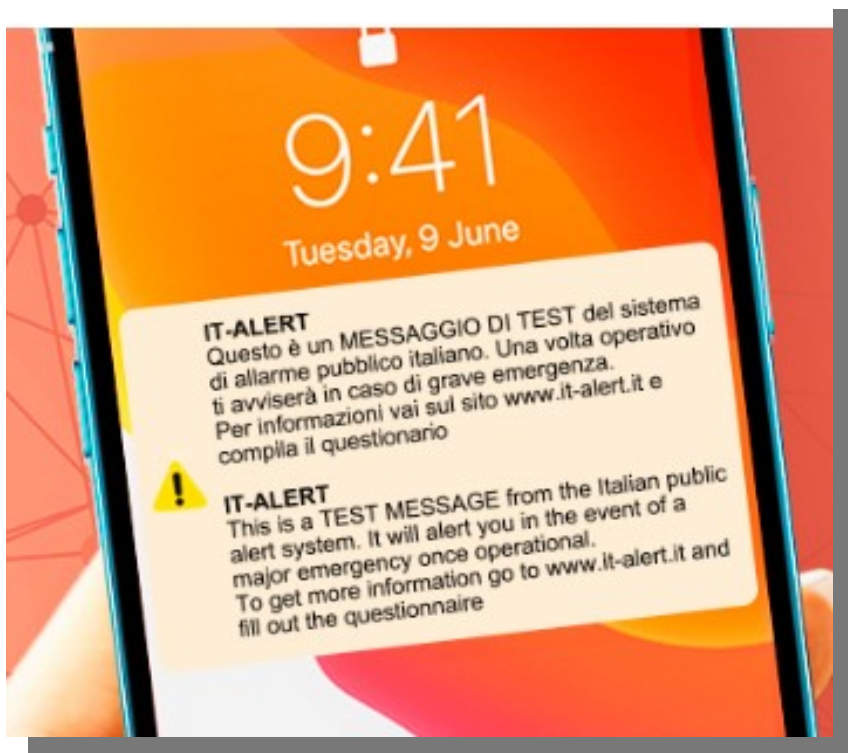 9:41
Tuesday, 9 June
IT-ALERT
Questo è un MESSAGGIO DI TEST del sistema
di allarme pubblico italiano. Una volta operativo
ti avviserà in caso di grave emergenza.
Per informazioni vai sul sito www.it-alert.it e
compila il questionario
IT-ALERT
This is a TEST MESSAGE from the Italian public
alert system. It will alert you in the event of a
major emergency once operational.
To get more information go to www.it-alert.it and
fill out the questionnaire